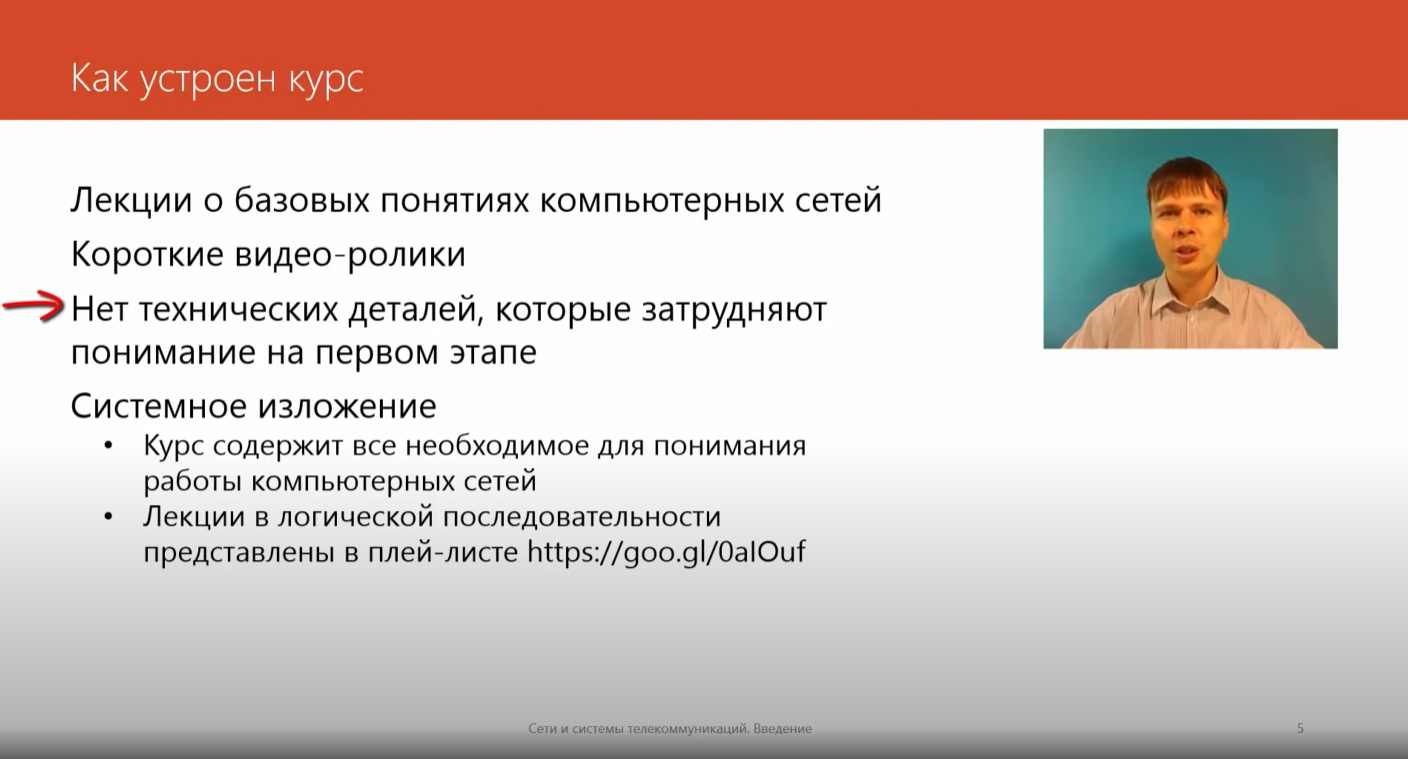 Как устроен курс
Лекции о базовых понятиях компьютерных сетей
Короткие видео-ролики
Нет технических деталей, которые затрудняют
понимание на первом этапе
Системное изложение
• Курс содержит все необходимое для понимания
работы компьютерных сетей
• Лекции в логической последовательности
представлены в плей-листе https://goo.gl/0alOuf
Сети и системы телекоммуникаций. Введение
5